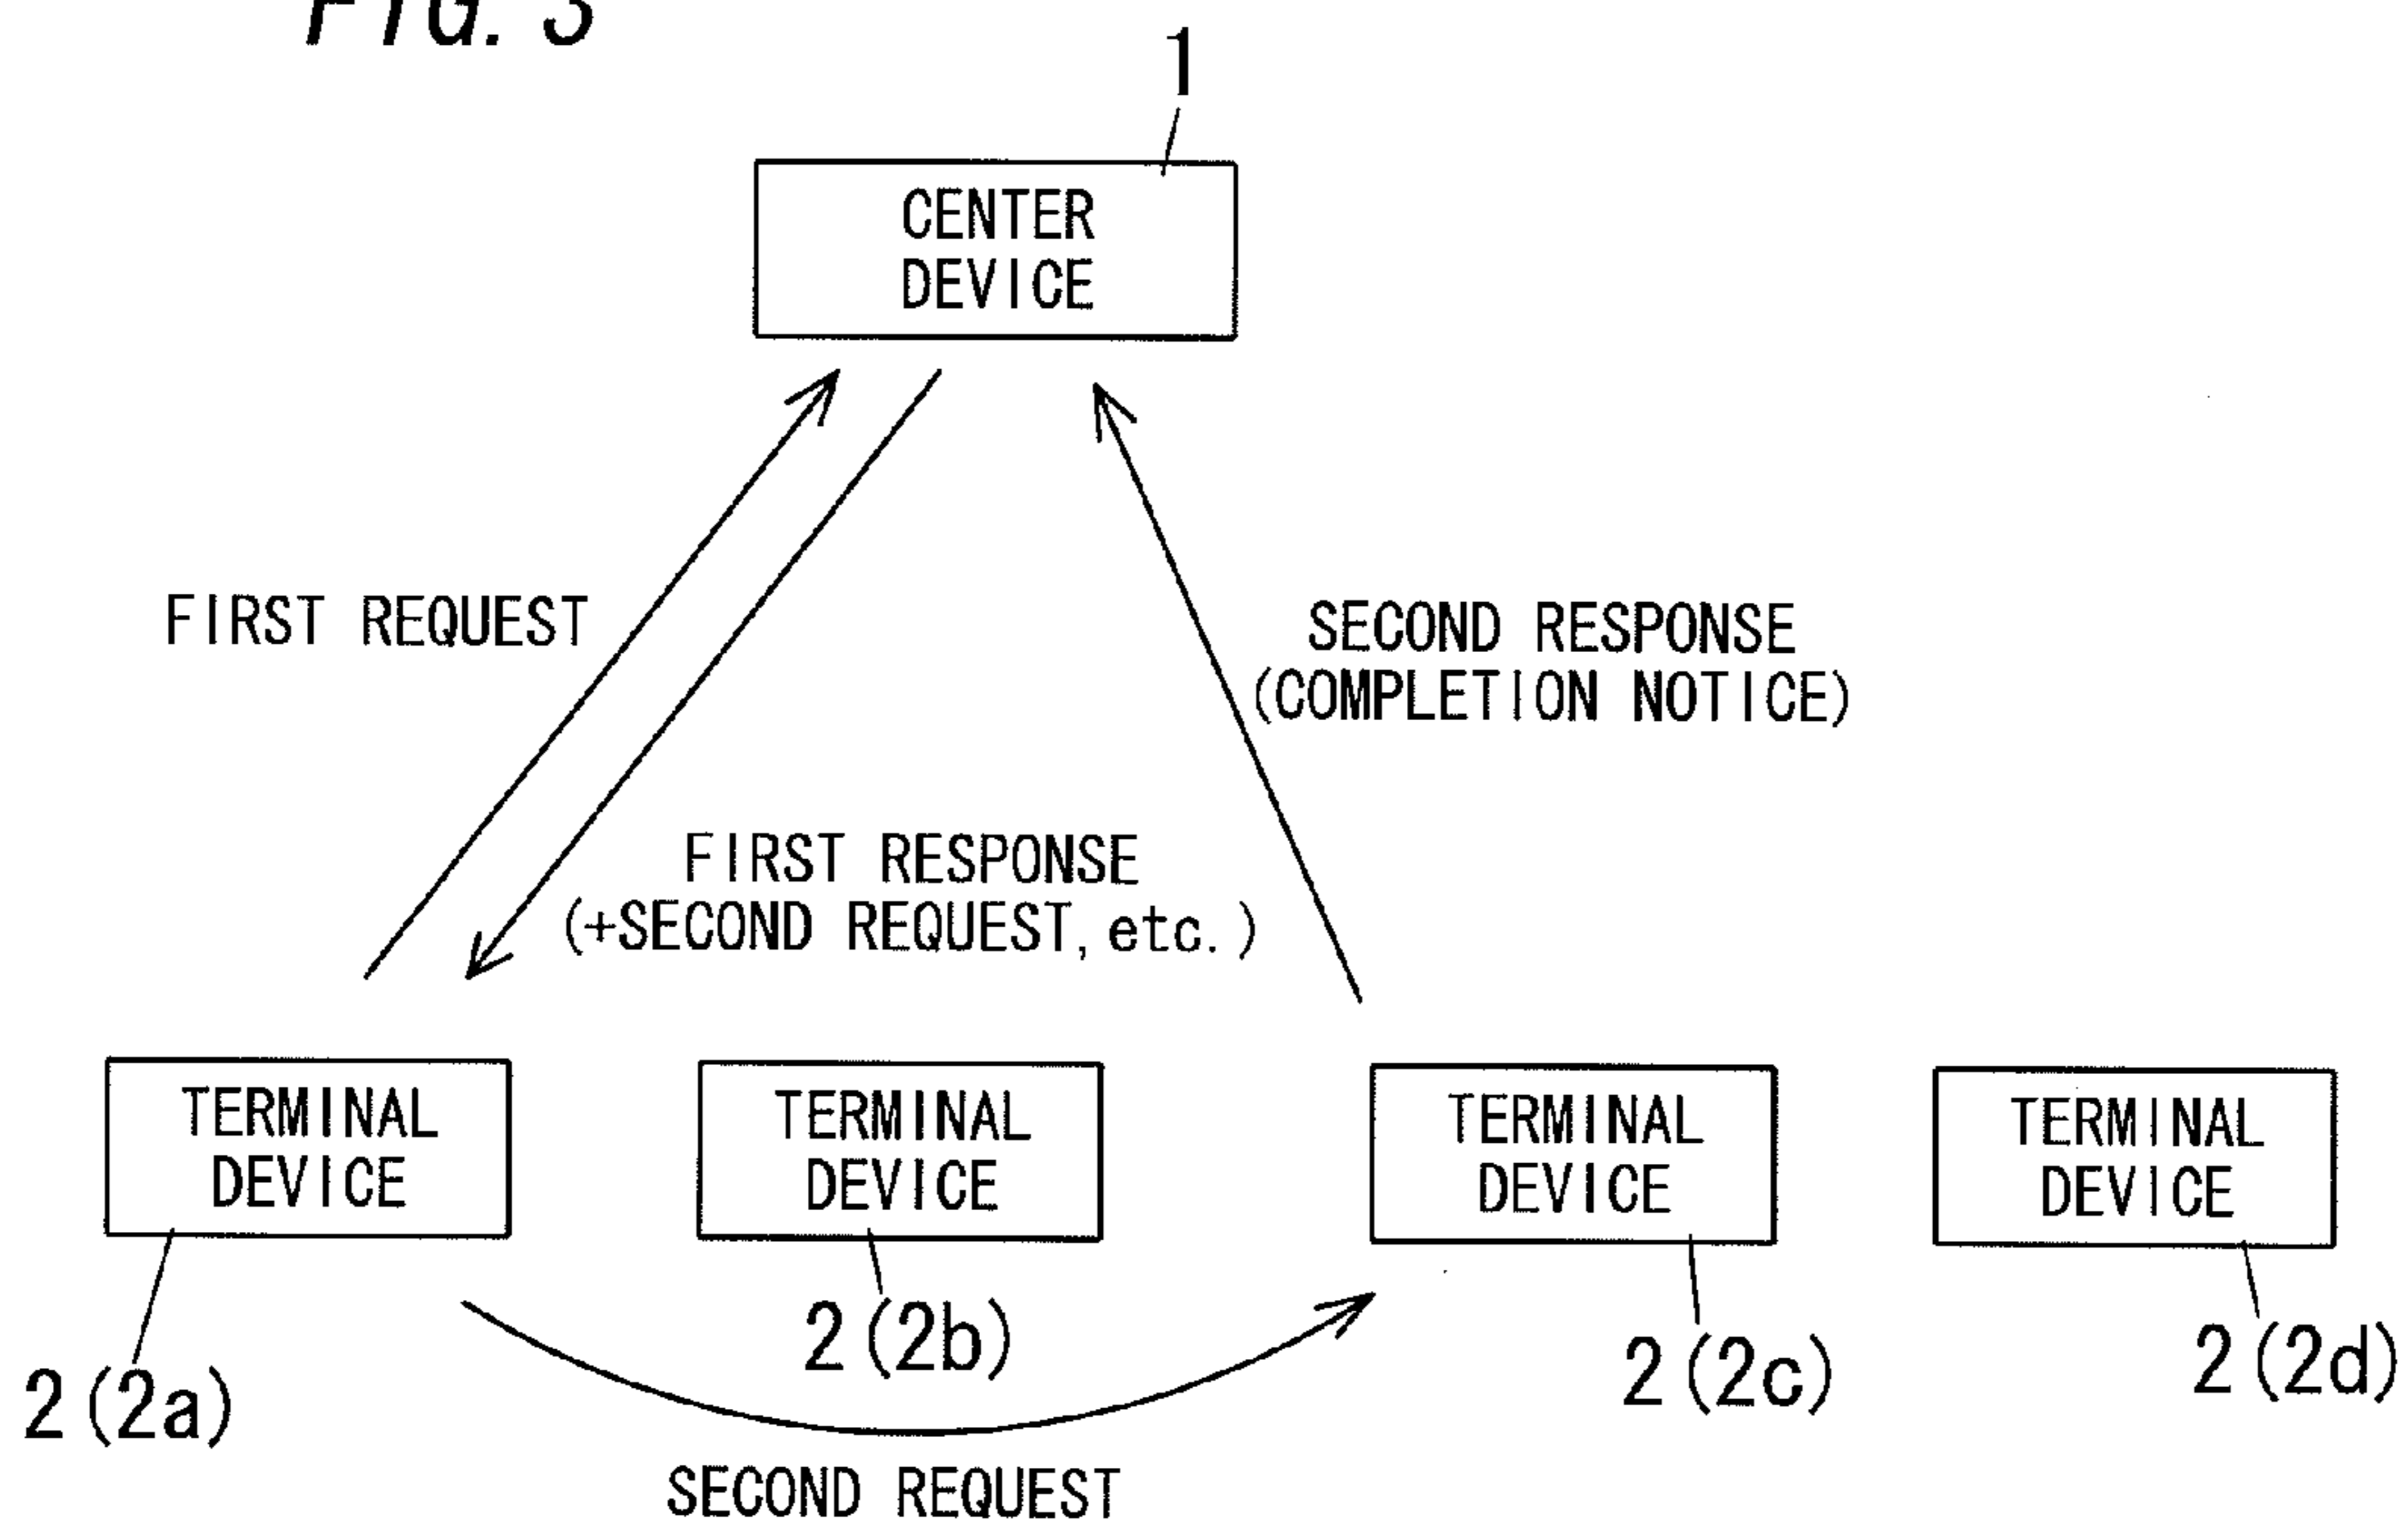 FIG. 3
1
CENTER
DEVICE
FIRST REQUEST
SECOND RESPONSE
(COMPLETION NOTICE)
FIRST RESPONSE
(+SECOND REQUEST, etc.)
TERMINAL
DEVICE
TERMINAL
DEVICE
TERMINAL
DEVICE
TERMINAL
DEVICE
2(2a)
2(2b)
2(2c)
2(2d)
SECOND REQUEST